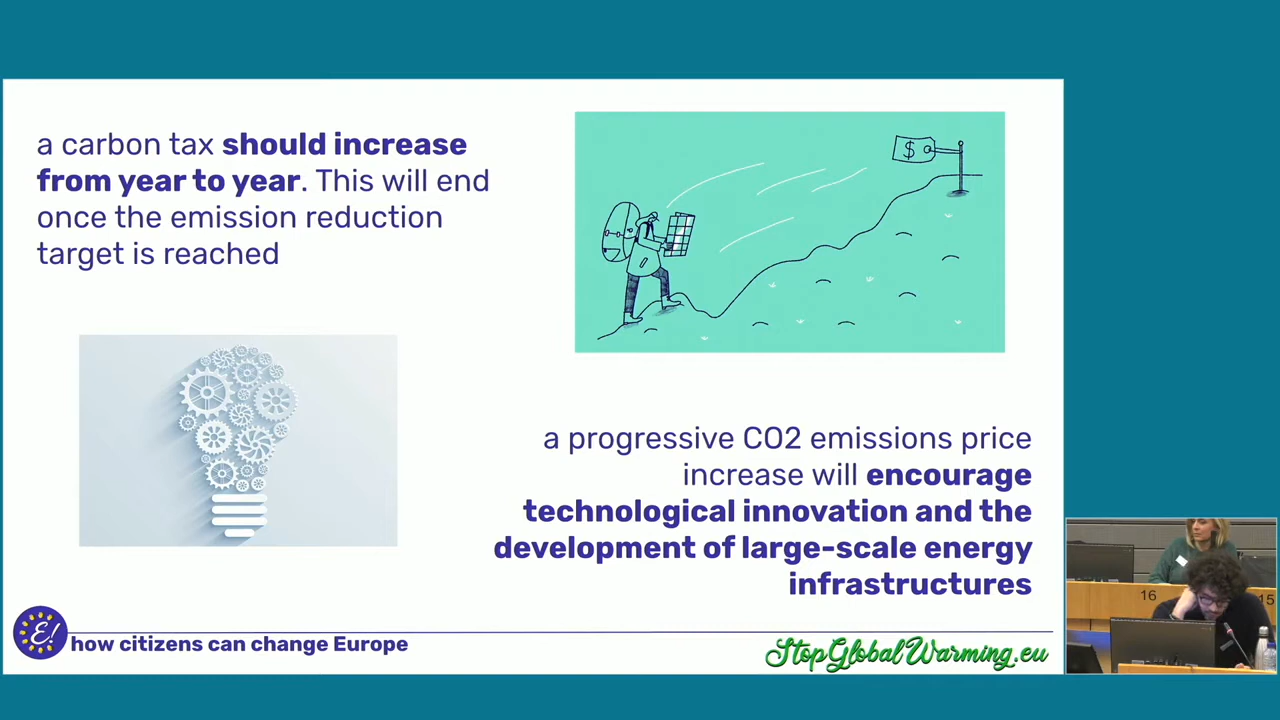 a carbon tax should increase
from year to year. This will end
once the emission reduction
target is reached
$
a progressive CO2 emissions price
increase will encourage
technological innovation and the
development of large-scale energy
infrastructures
E!
how citizens can change Europe
StopGlobalWarming.eu
16
15